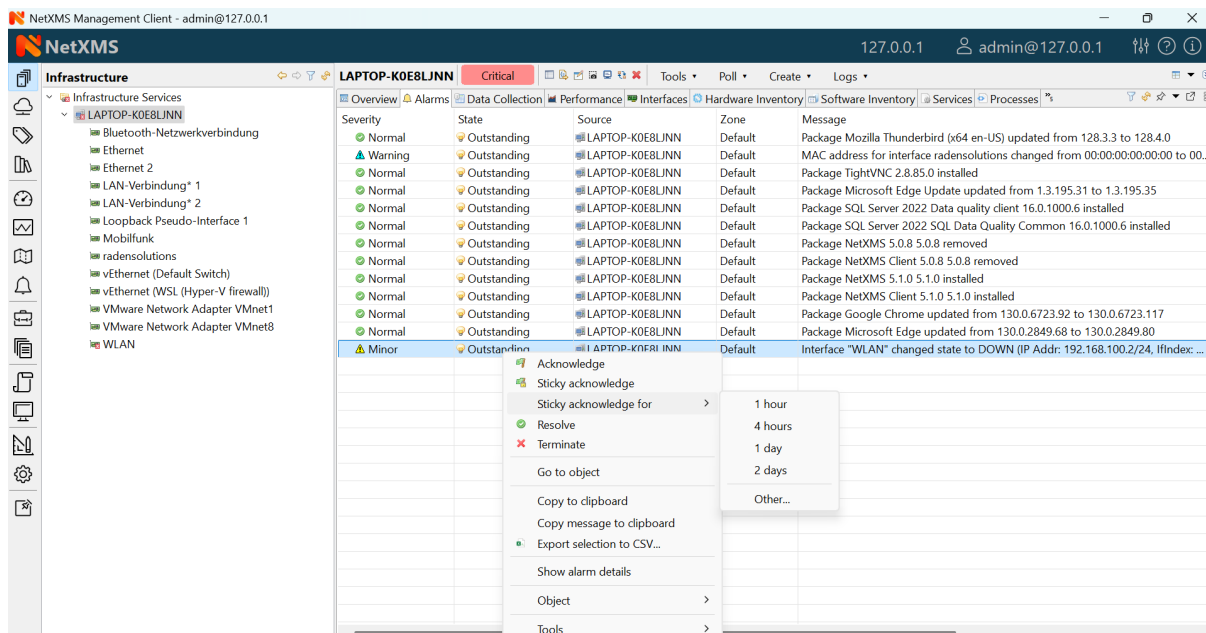 NetXMS Management Client - admin@127.0.0.1
NetXMS 127.0.0.1 admin@127.0.0.1
Infrastructure
Infrastructure Services
LAPTOP-K0E8LJNN
Bluetooth-Netzwerkverbindung
Ethernet
Ethernet 2
LAN-Verbindung* 1
LAN-Verbindung* 2
Loopback Pseudo-Interface 1
Mobilfunk
radensolutions
vEthernet (Default Switch)
vEthernet (WSL (Hyper-V firewall))
VMware Network Adapter VMnet1
VMware Network Adapter VMnet8
WLAN
LAPTOP-K0E8LJNN Critical Tools Poll Create Logs
Overview Alarms Data Collection Performance Interfaces Hardware Inventory Software Inventory Services Processes
Severity State Source Zone Message
Normal Outstanding LAPTOP-K0E8LJNN Default Package Mozilla Thunderbird (x64 en-US) updated from 128.3.3 to 128.4.0
Warning Outstanding LAPTOP-K0E8LJNN Default MAC address for interface radensolutions changed from 00:00:00:00:00:00 to 00...
Normal Outstanding LAPTOP-K0E8LJNN Default Package TightVNC 2.8.85.0 installed
Normal Outstanding LAPTOP-K0E8LJNN Default Package Microsoft Edge Update updated from 1.3.195.31 to 1.3.195.35
Normal Outstanding LAPTOP-K0E8LJNN Default Package SQL Server 2022 Data quality client 16.0.1000.6 installed
Normal Outstanding LAPTOP-K0E8LJNN Default Package SQL Server 2022 SQL Data Quality Common 16.0.1000.6 installed
Normal Outstanding LAPTOP-K0E8LJNN Default Package NetXMS 5.0.8 5.0.8 removed
Normal Outstanding LAPTOP-K0E8LJNN Default Package NetXMS Client 5.0.8 5.0.8 removed
Normal Outstanding LAPTOP-K0E8LJNN Default Package NetXMS 5.1.0 5.1.0 installed
Normal Outstanding LAPTOP-K0E8LJNN Default Package NetXMS Client 5.1.0 5.1.0 installed
Normal Outstanding LAPTOP-K0E8LJNN Default Package Google Chrome updated from 130.0.6723.92 to 130.0.6723.117
Normal Outstanding LAPTOP-K0E8LJNN Default Package Microsoft Edge updated from 130.0.2849.68 to 130.0.2849.80
Minor Outstanding LAPTOP-K0E8LJNN Default Interface "WLAN" changed state to DOWN (IP Addr: 192.168.100.2/24, IfIndex: ...
Acknowledge
Sticky acknowledge
Sticky acknowledge for
Resolve
Terminate
Go to object
Copy to clipboard
Copy message to clipboard
Export selection to CSV...
Show alarm details
Object
Tools
1 hour
4 hours
1 day
2 days
Other...